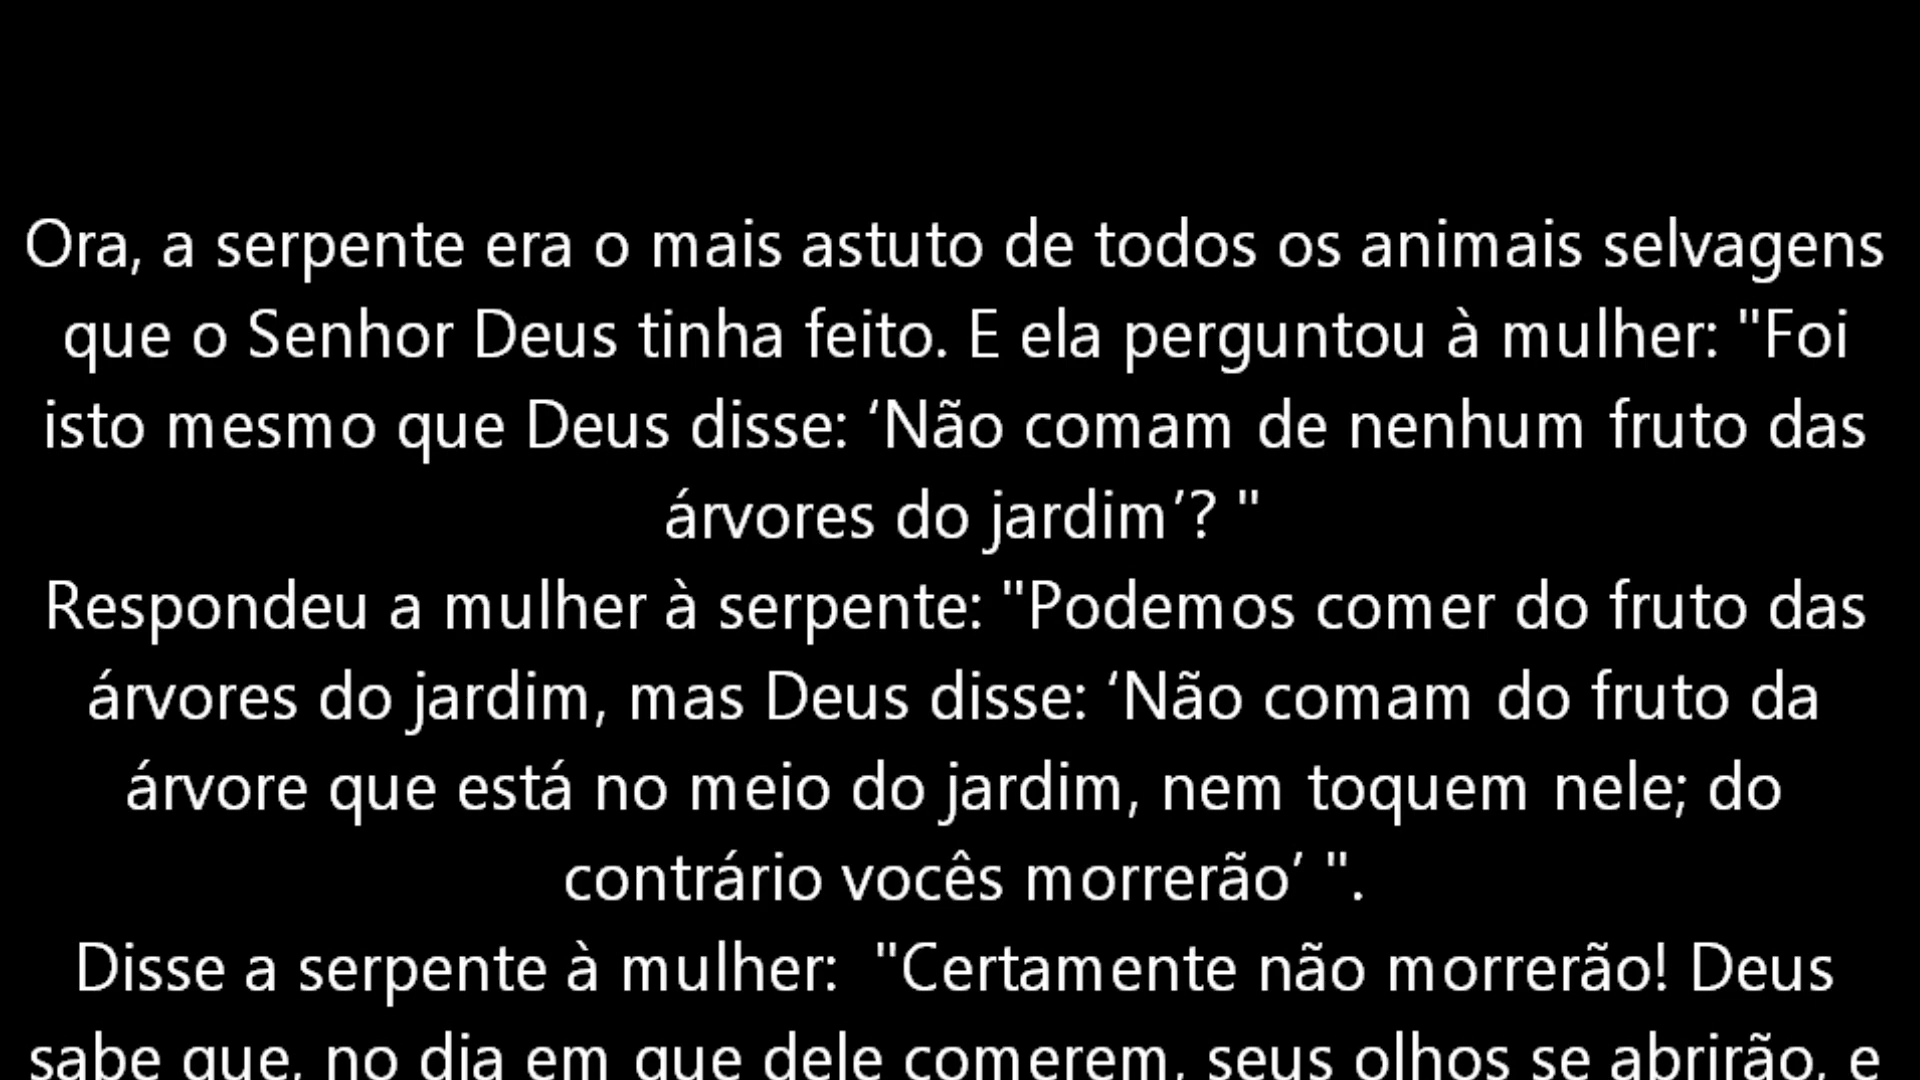 Ora, a serpente era o mais astuto de todos os animais selvagens
que o Senhor Deus tinha feito. E ela perguntou à mulher: "Foi
isto mesmo que Deus disse: ‘Não comam de nenhum fruto das
árvores do jardim’? "
Respondeu a mulher à serpente: "Podemos comer do fruto das
árvores do jardim, mas Deus disse: ‘Não comam do fruto da
árvore que está no meio do jardim, nem toquem nele; do
contrário vocês morrerão’ ".
Disse a serpente à mulher:  "Certamente não morrerão! Deus
sabe que, no dia em que dele comerem, seus olhos se abrirão, e